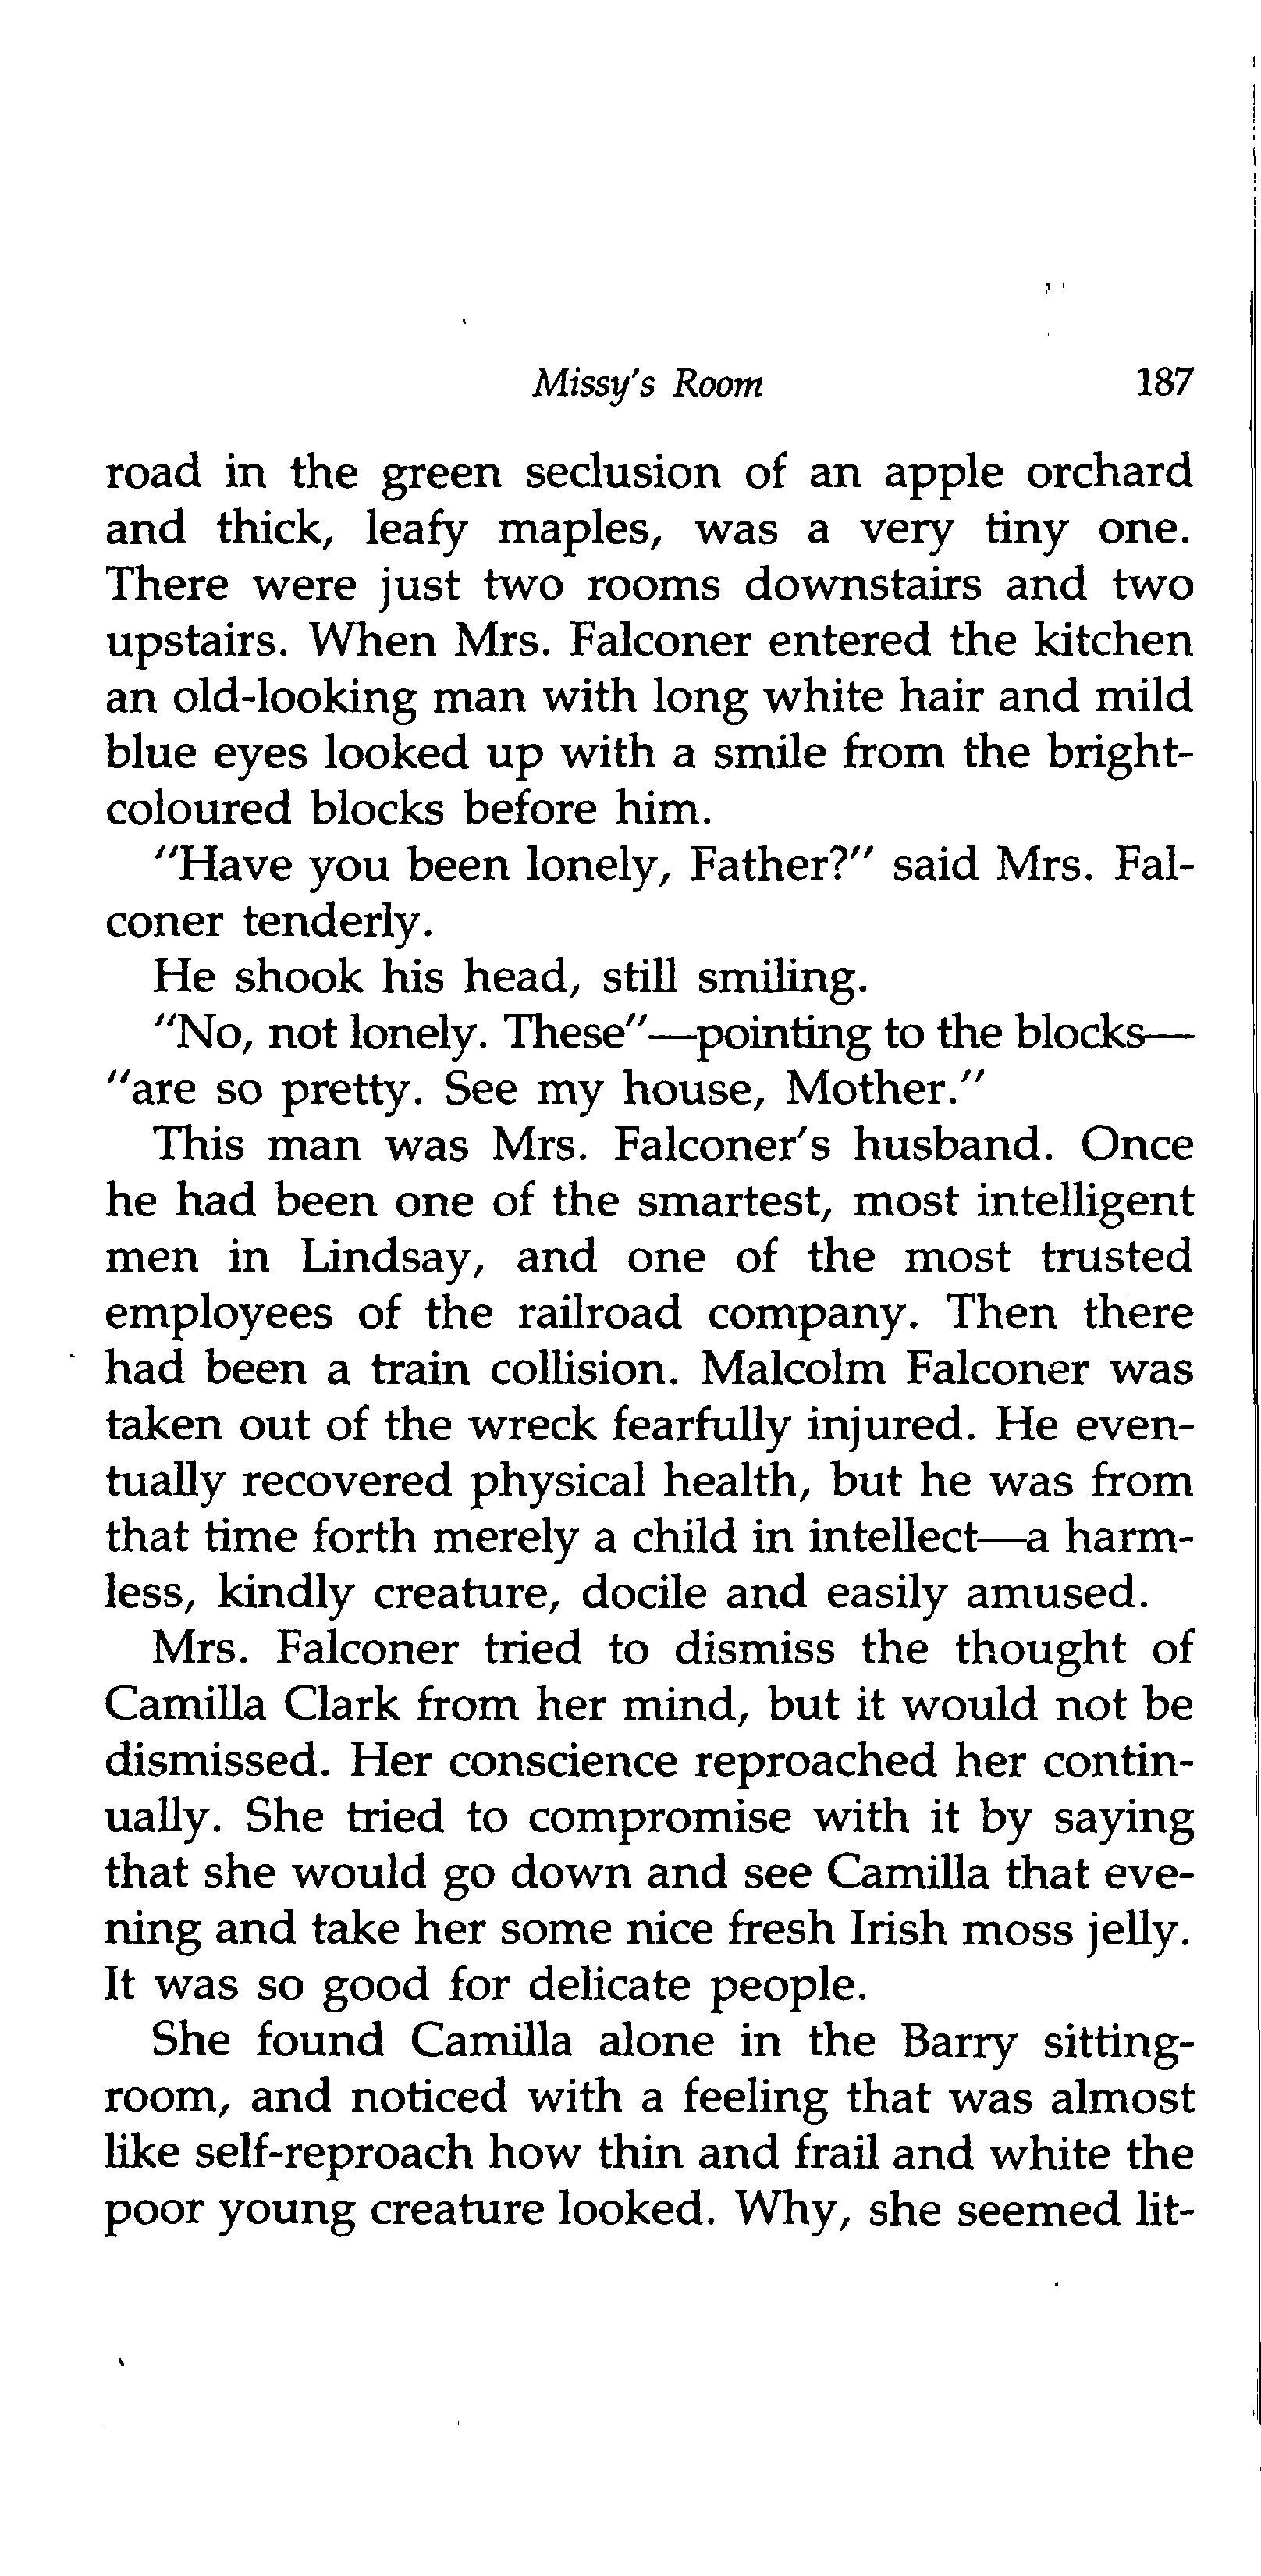 Missy's Room 187
road in the green seclusion of an apple orchard
and thick, leafy maples, was a very tiny one.
There were just two rooms downstairs and two
upstairs. When Mrs. Falconer entered the kitchen
an old-looking man with long white hair and mild
blue eyes looked up with a smile from the bright-
coloured blocks before him.
"Have you been lonely, Father?" said Mrs. Fal-
coner tenderly.
He shook his head, still smiling.
"No, not lonely. These"—pointing to the blocks—
"are so pretty. See my house, Mother."
This man was Mrs. Falconer's husband. Once
he had been one of the smartest, most intelligent
men in Lindsay, and one of the most trusted
employees of the railroad company. Then there
had been a train collision. Malcolm Falconer was
taken out of the wreck fearfully injured. He even-
tually recovered physical health, but he was from
that time forth merely a child in intellect—a harm-
less, kindly creature, docile and easily amused.
Mrs. Falconer tried to dismiss the thought of
Camilla Clark from her mind, but it would not be
dismissed. Her conscience reproached her contin-
ually. She tried to compromise with it by saying
that she would go down and see Camilla that eve-
ning and take her some nice fresh Irish moss jelly.
It was so good for delicate people.
She found Camilla alone in the Barry sitting-
room, and noticed with a feeling that was almost
like self-reproach how thin and frail and white the
poor young creature looked. Why, she seemed lit-